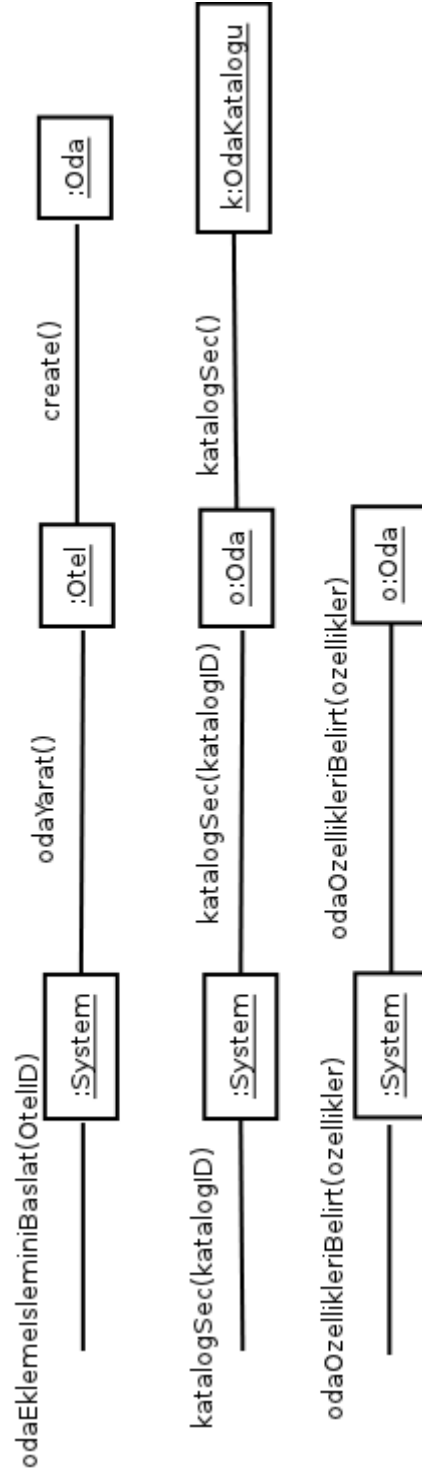 odaEklemeIsleminiBaslat(OtelID)
:System
odaYarat()
:Otel
create()
:Oda
katalogSec(katalogID)
:System
katalogSec(katalogID)
o:Oda
katalogSec()
k:OdaKatalogu
odaOzellikleriBelirt(ozellikler)
:System
odaOzellikleriBelirt(ozellikler)
o:Oda